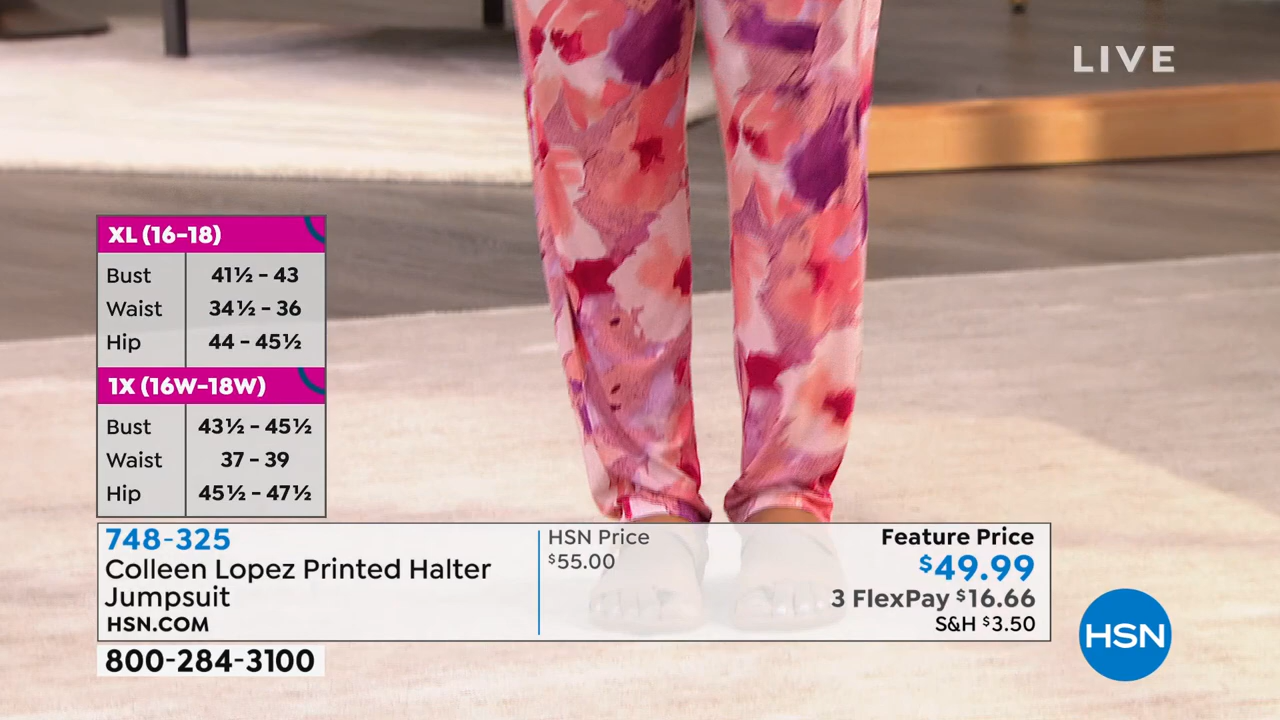 LIVE
XL (16-18)
Bust 41½ - 43
Waist 34½ - 36
Hip 44 - 45½
1X (16W-18W)
Bust 43½ - 45½
Waist 37 - 39
Hip 45½ - 47½
748-325
Colleen Lopez Printed Halter
Jumpsuit
HSN.COM
HSN Price
$55.00
Feature Price
$49.99
3 FlexPay $16.66
S&H $3.50
800-284-3100
HSN